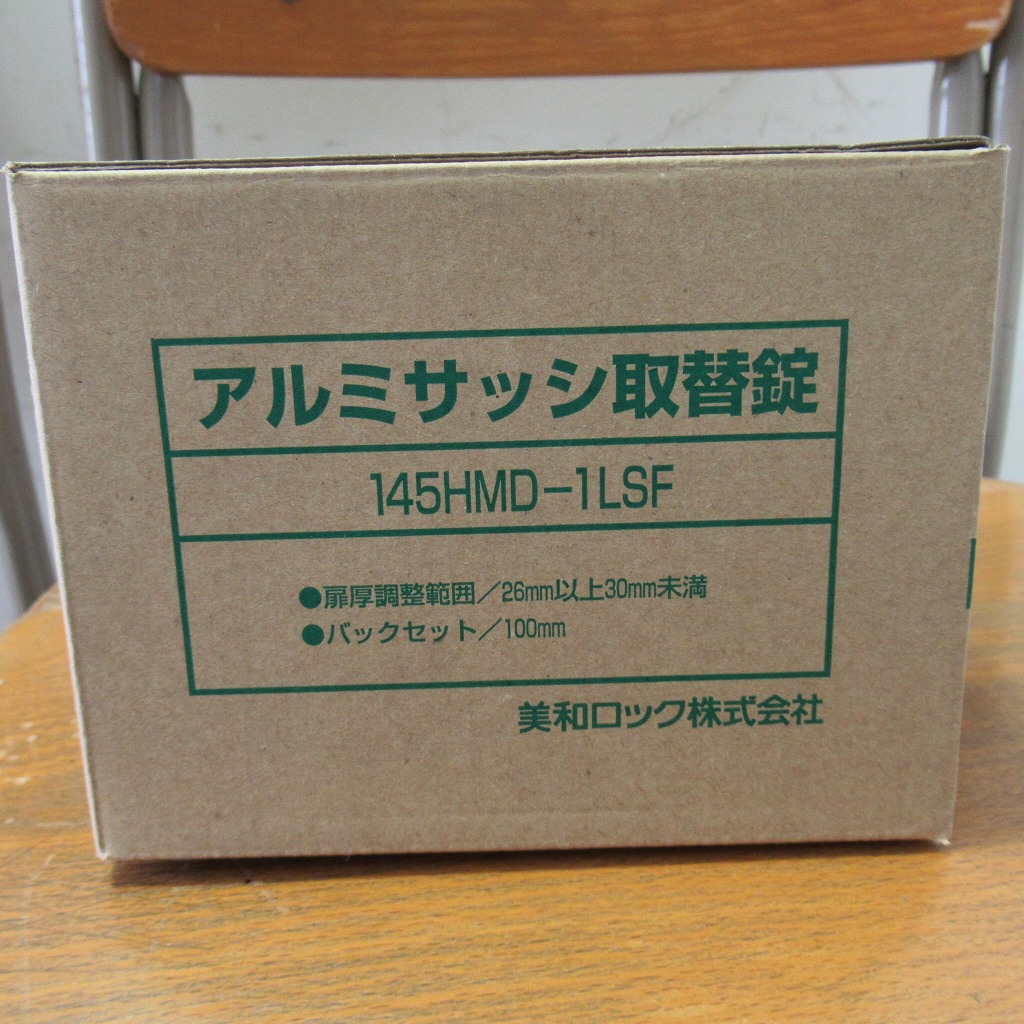 アルミサッシ取替錠
145HMD-1LSF
●扉厚調整範囲／26mm以上30mm未満
●バックセット／100mm
美和ロック株式会社